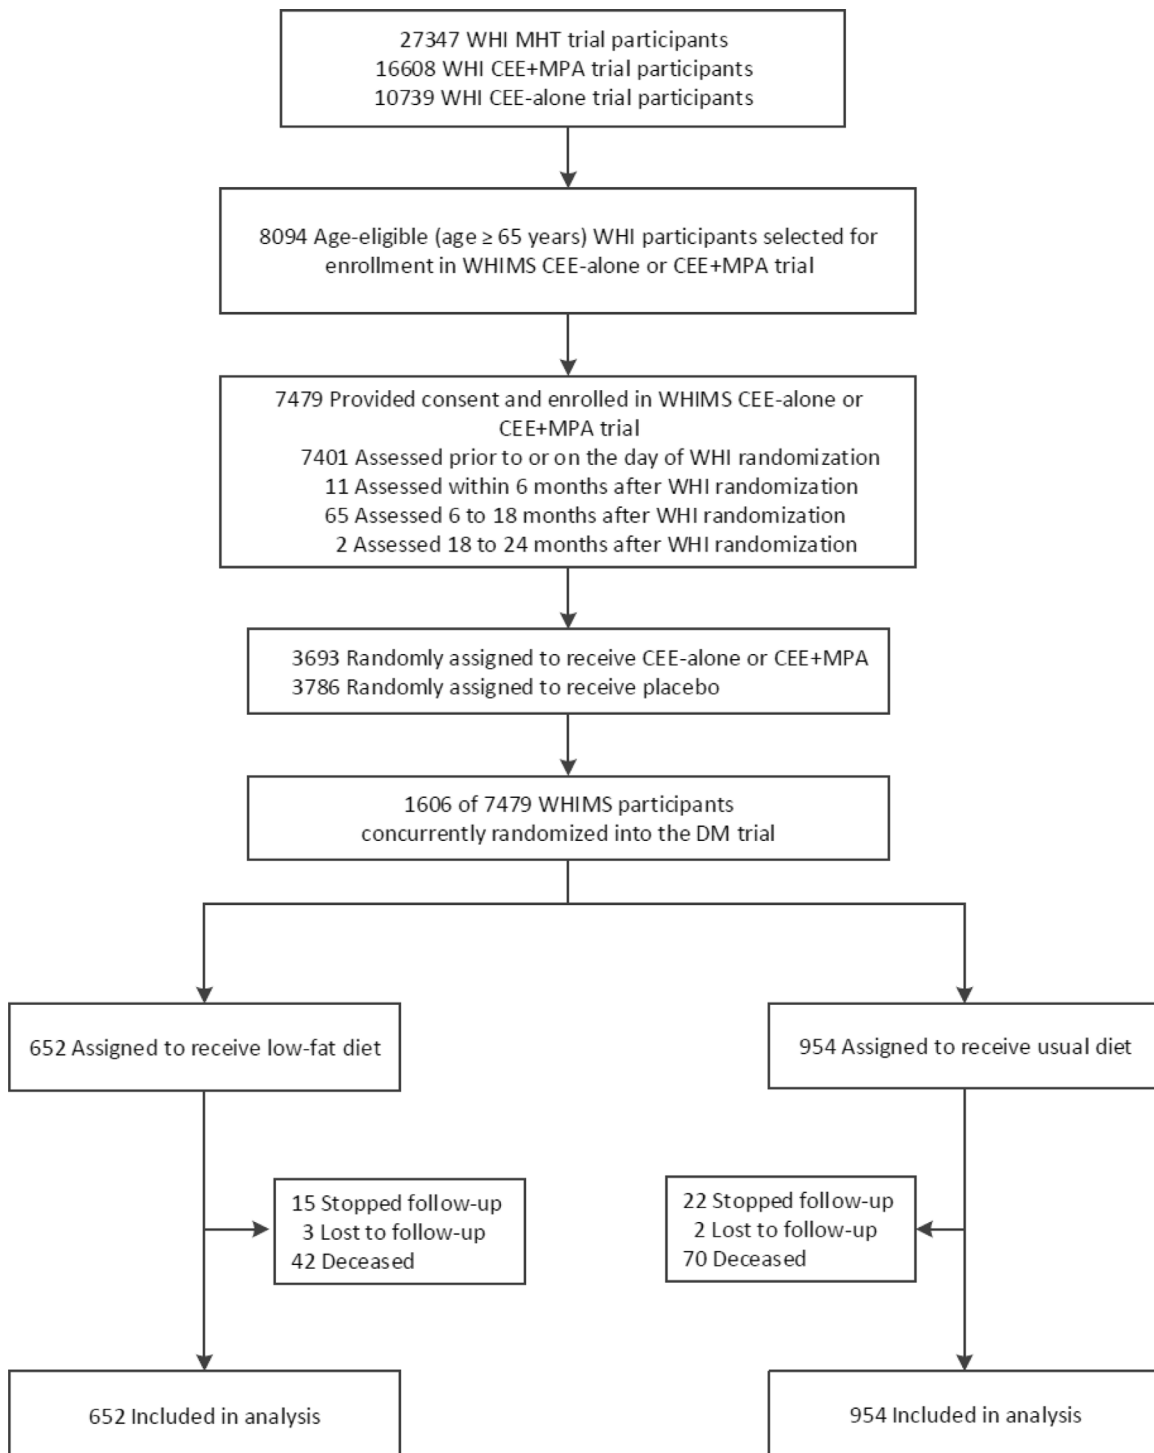 27347 WHI MHT trial participants
16608 WHI CEE+MPA trial participants
10739 WHI CEE-alone trial participants
8094 Age-eligible (age ≥ 65 years) WHI participants selected for
enrollment in WHIMS CEE-alone or CEE+MPA trial
7479 Provided consent and enrolled in WHIMS CEE-alone or
CEE+MPA trial
7401 Assessed prior to or on the day of WHI randomization
11 Assessed within 6 months after WHI randomization
65 Assessed 6 to 18 months after WHI randomization
2 Assessed 18 to 24 months after WHI randomization
3693 Randomly assigned to receive CEE-alone or CEE+MPA
3786 Randomly assigned to receive placebo
1606 of 7479 WHIMS participants
concurrently randomized into the DM trial
652 Assigned to receive low-fat diet
954 Assigned to receive usual diet
15 Stopped follow-up
3 Lost to follow-up
42 Deceased
22 Stopped follow-up
2 Lost to follow-up
70 Deceased
652 Included in analysis
954 Included in analysis